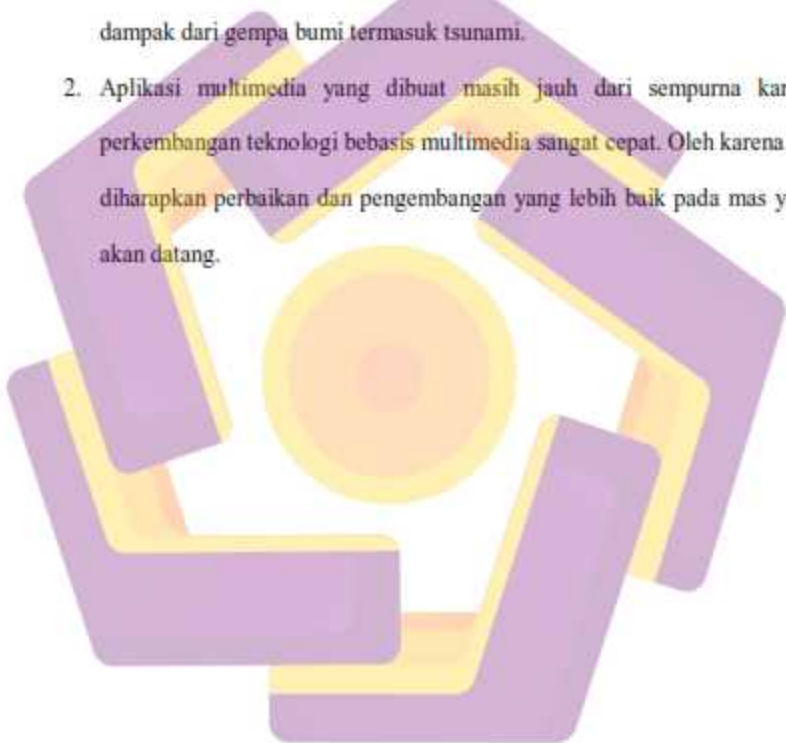 dampak dari gempa bumi termasuk tsunami.
2. Aplikasi multimedia yang dibuat masih jauh dari sempurna kar
perkembangan teknologi bebasis multimedia sangat cepat. Oleh karena
diharapkan perbaikan dan pengembangan yang lebih baik pada mas y
akan datang.